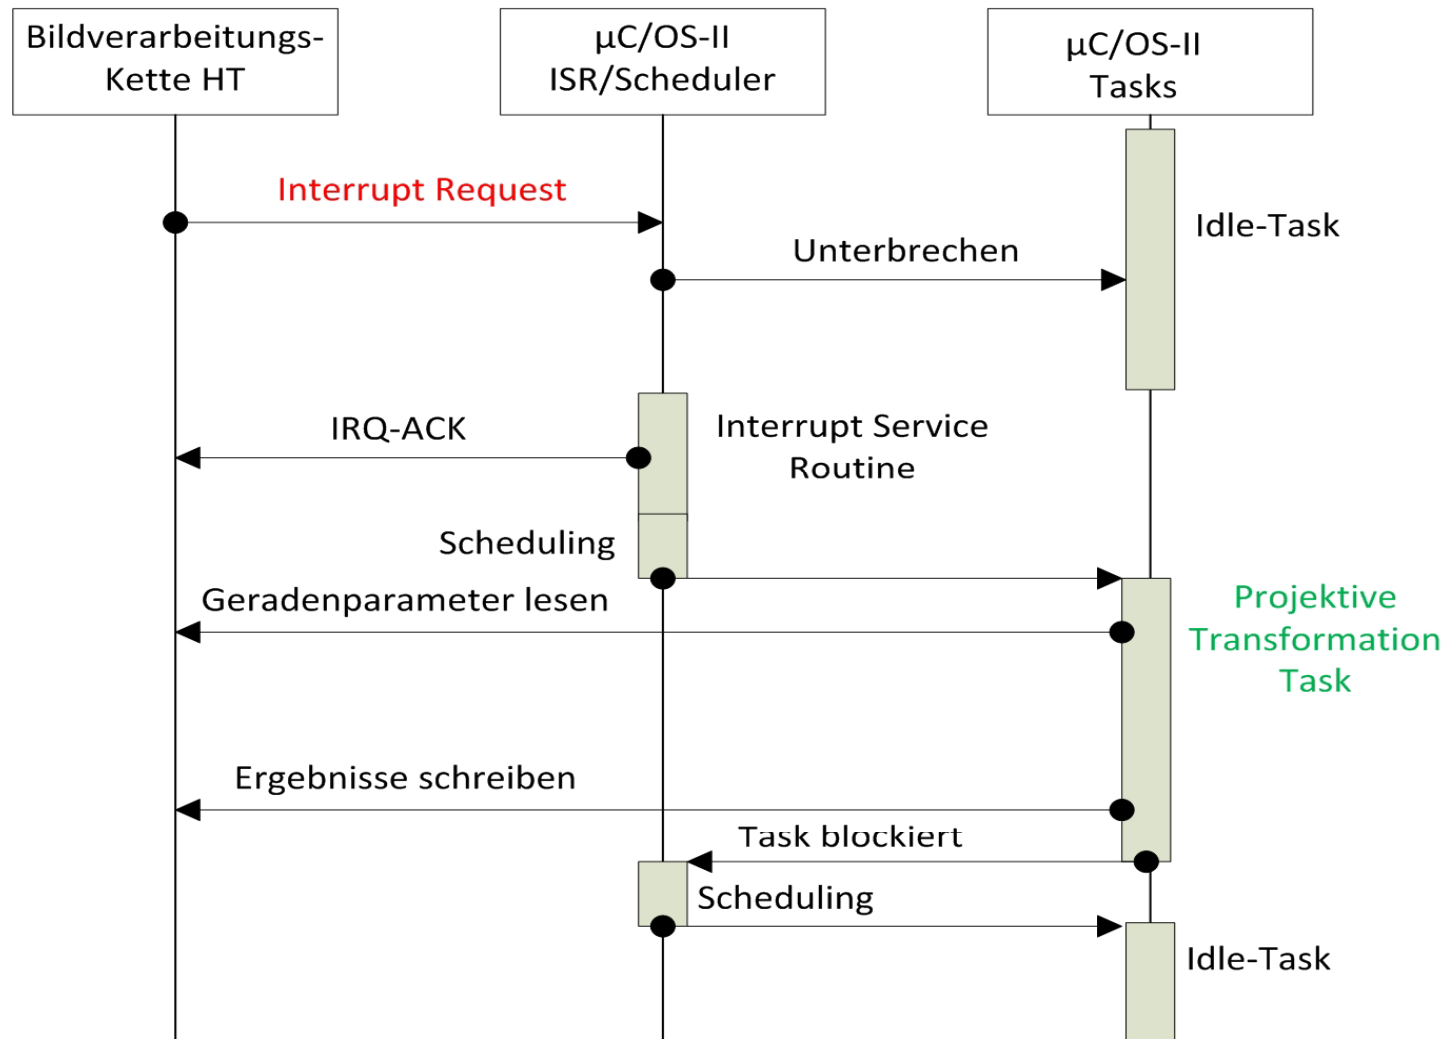 Bildverarbeitungs-
Kette HT
µC/OS-II
ISR/Scheduler
µC/OS-II
Tasks
Interrupt Request
Idle-Task
Unterbrechen
IRQ-ACK
Interrupt Service
Routine
Scheduling
Geradenparameter lesen
Projektive
Transformation
Task
Ergebnisse schreiben
Task blockiert
Scheduling
Idle-Task